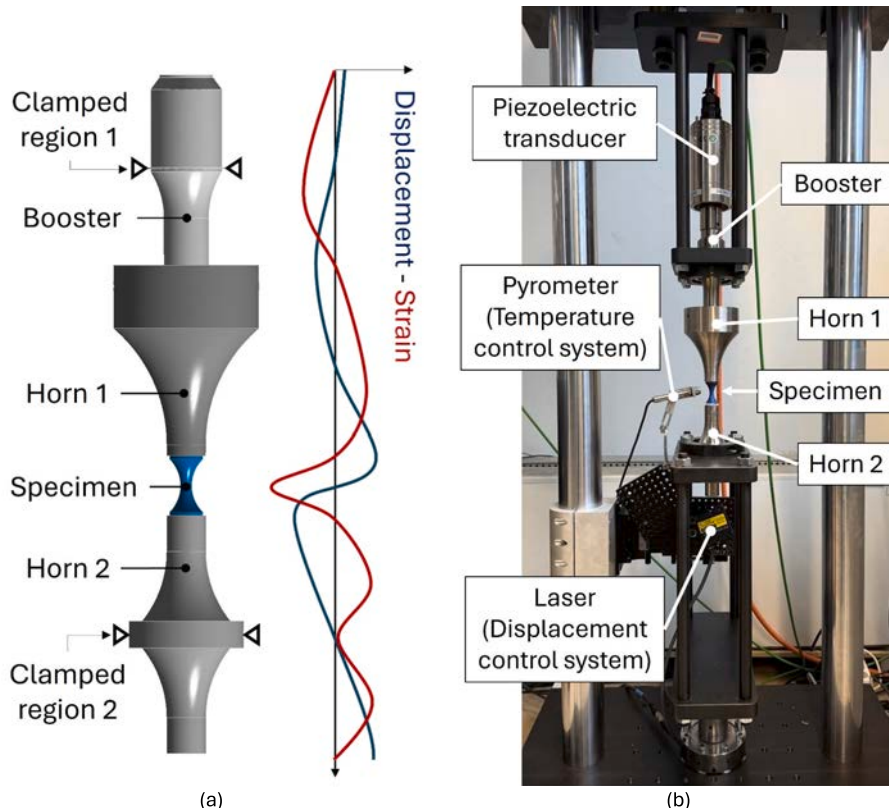 Clamped
region 1
Booster
Horn 1
Specimen
Horn 2
Clamped
region 2
Displacement - Strain
(a)
Piezoelectric
transducer
Booster
Pyrometer
(Temperature
control system)
Horn 1
Specimen
Horn 2
Laser
(Displacement
control system)
(b)